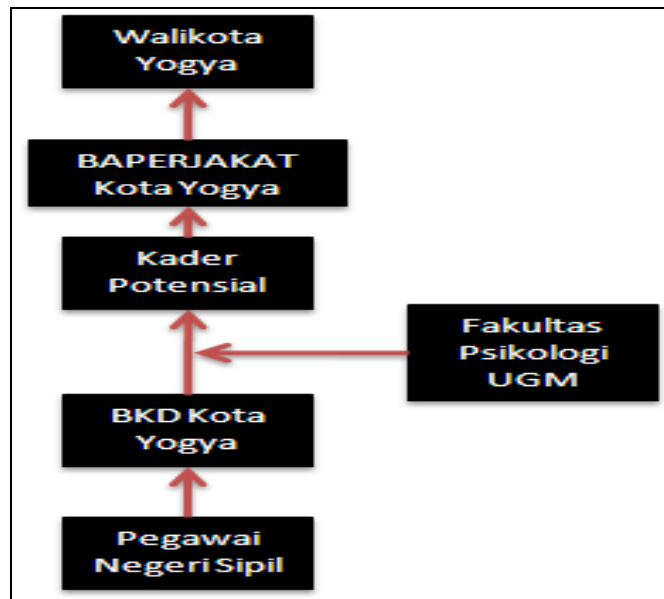 Walikota
Yogya
BAPERJAKAT
Kota Yogya
Kader
Potensial
Fakultas
Psikologi
UGM
BKD Kota
Yogya
Pegawai
Negeri Sipil